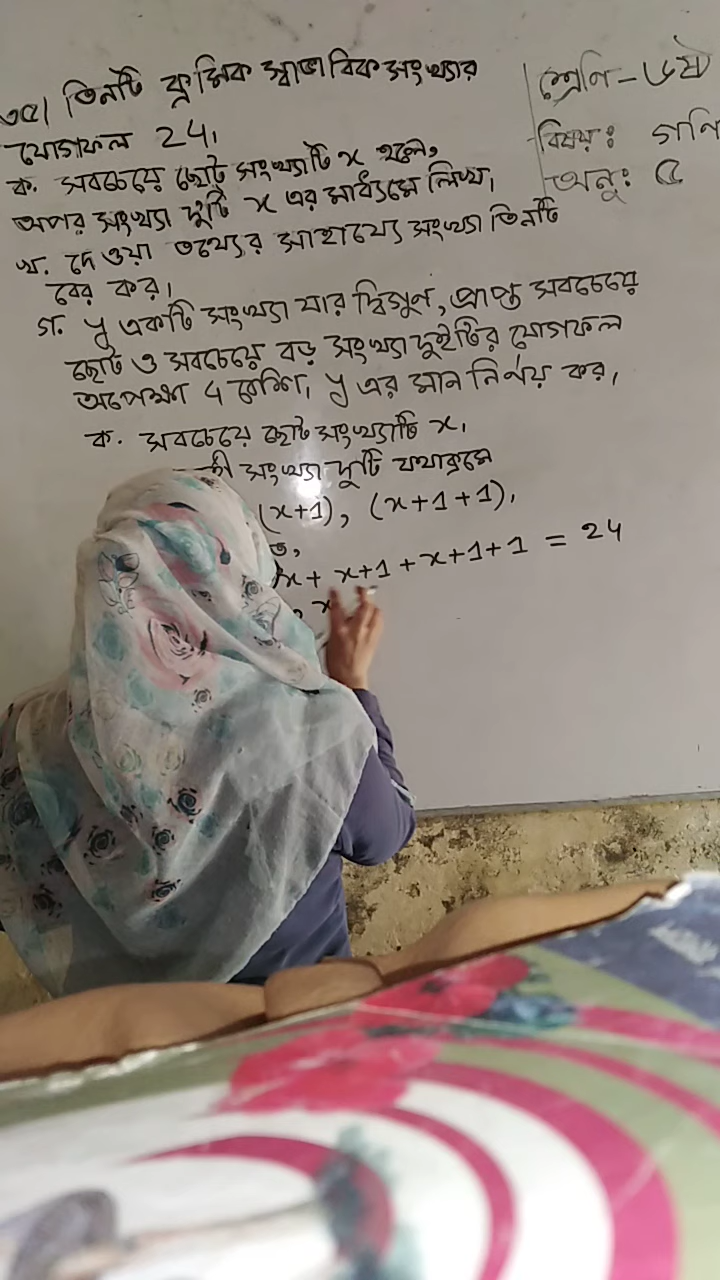 ৩৫। তিনটি ক্রমিক স্বাভাবিক সংখ্যার
যোগফল 24।
ক. সবচেয়ে ছোট সংখ্যাটি x হলে,
অপর সংখ্যা দুটি x এর মাধ্যমে লিখ।
খ. দেওয়া তথ্যের সাহায্যে সংখ্যা তিনটি
বের কর।
গ. y একটি সংখ্যা যার দ্বিগুন, প্রাপ্ত সবচেয়ে
ছোট ও সবচেয়ে বড় সংখ্যা দুইটির যোগফল
অপেক্ষা 4 বেশি। y এর মান নির্ণয় কর।
শ্রেণি - ৬ষ্ঠ
বিষয়: গণি
অনু: ৫
ক. সবচেয়ে ছোট সংখ্যাটি x।
সংখ্যা দুটি যথাক্রমে
(x+1), (x+1+1)।
x + x+1 + x+1+1 = 24
, x